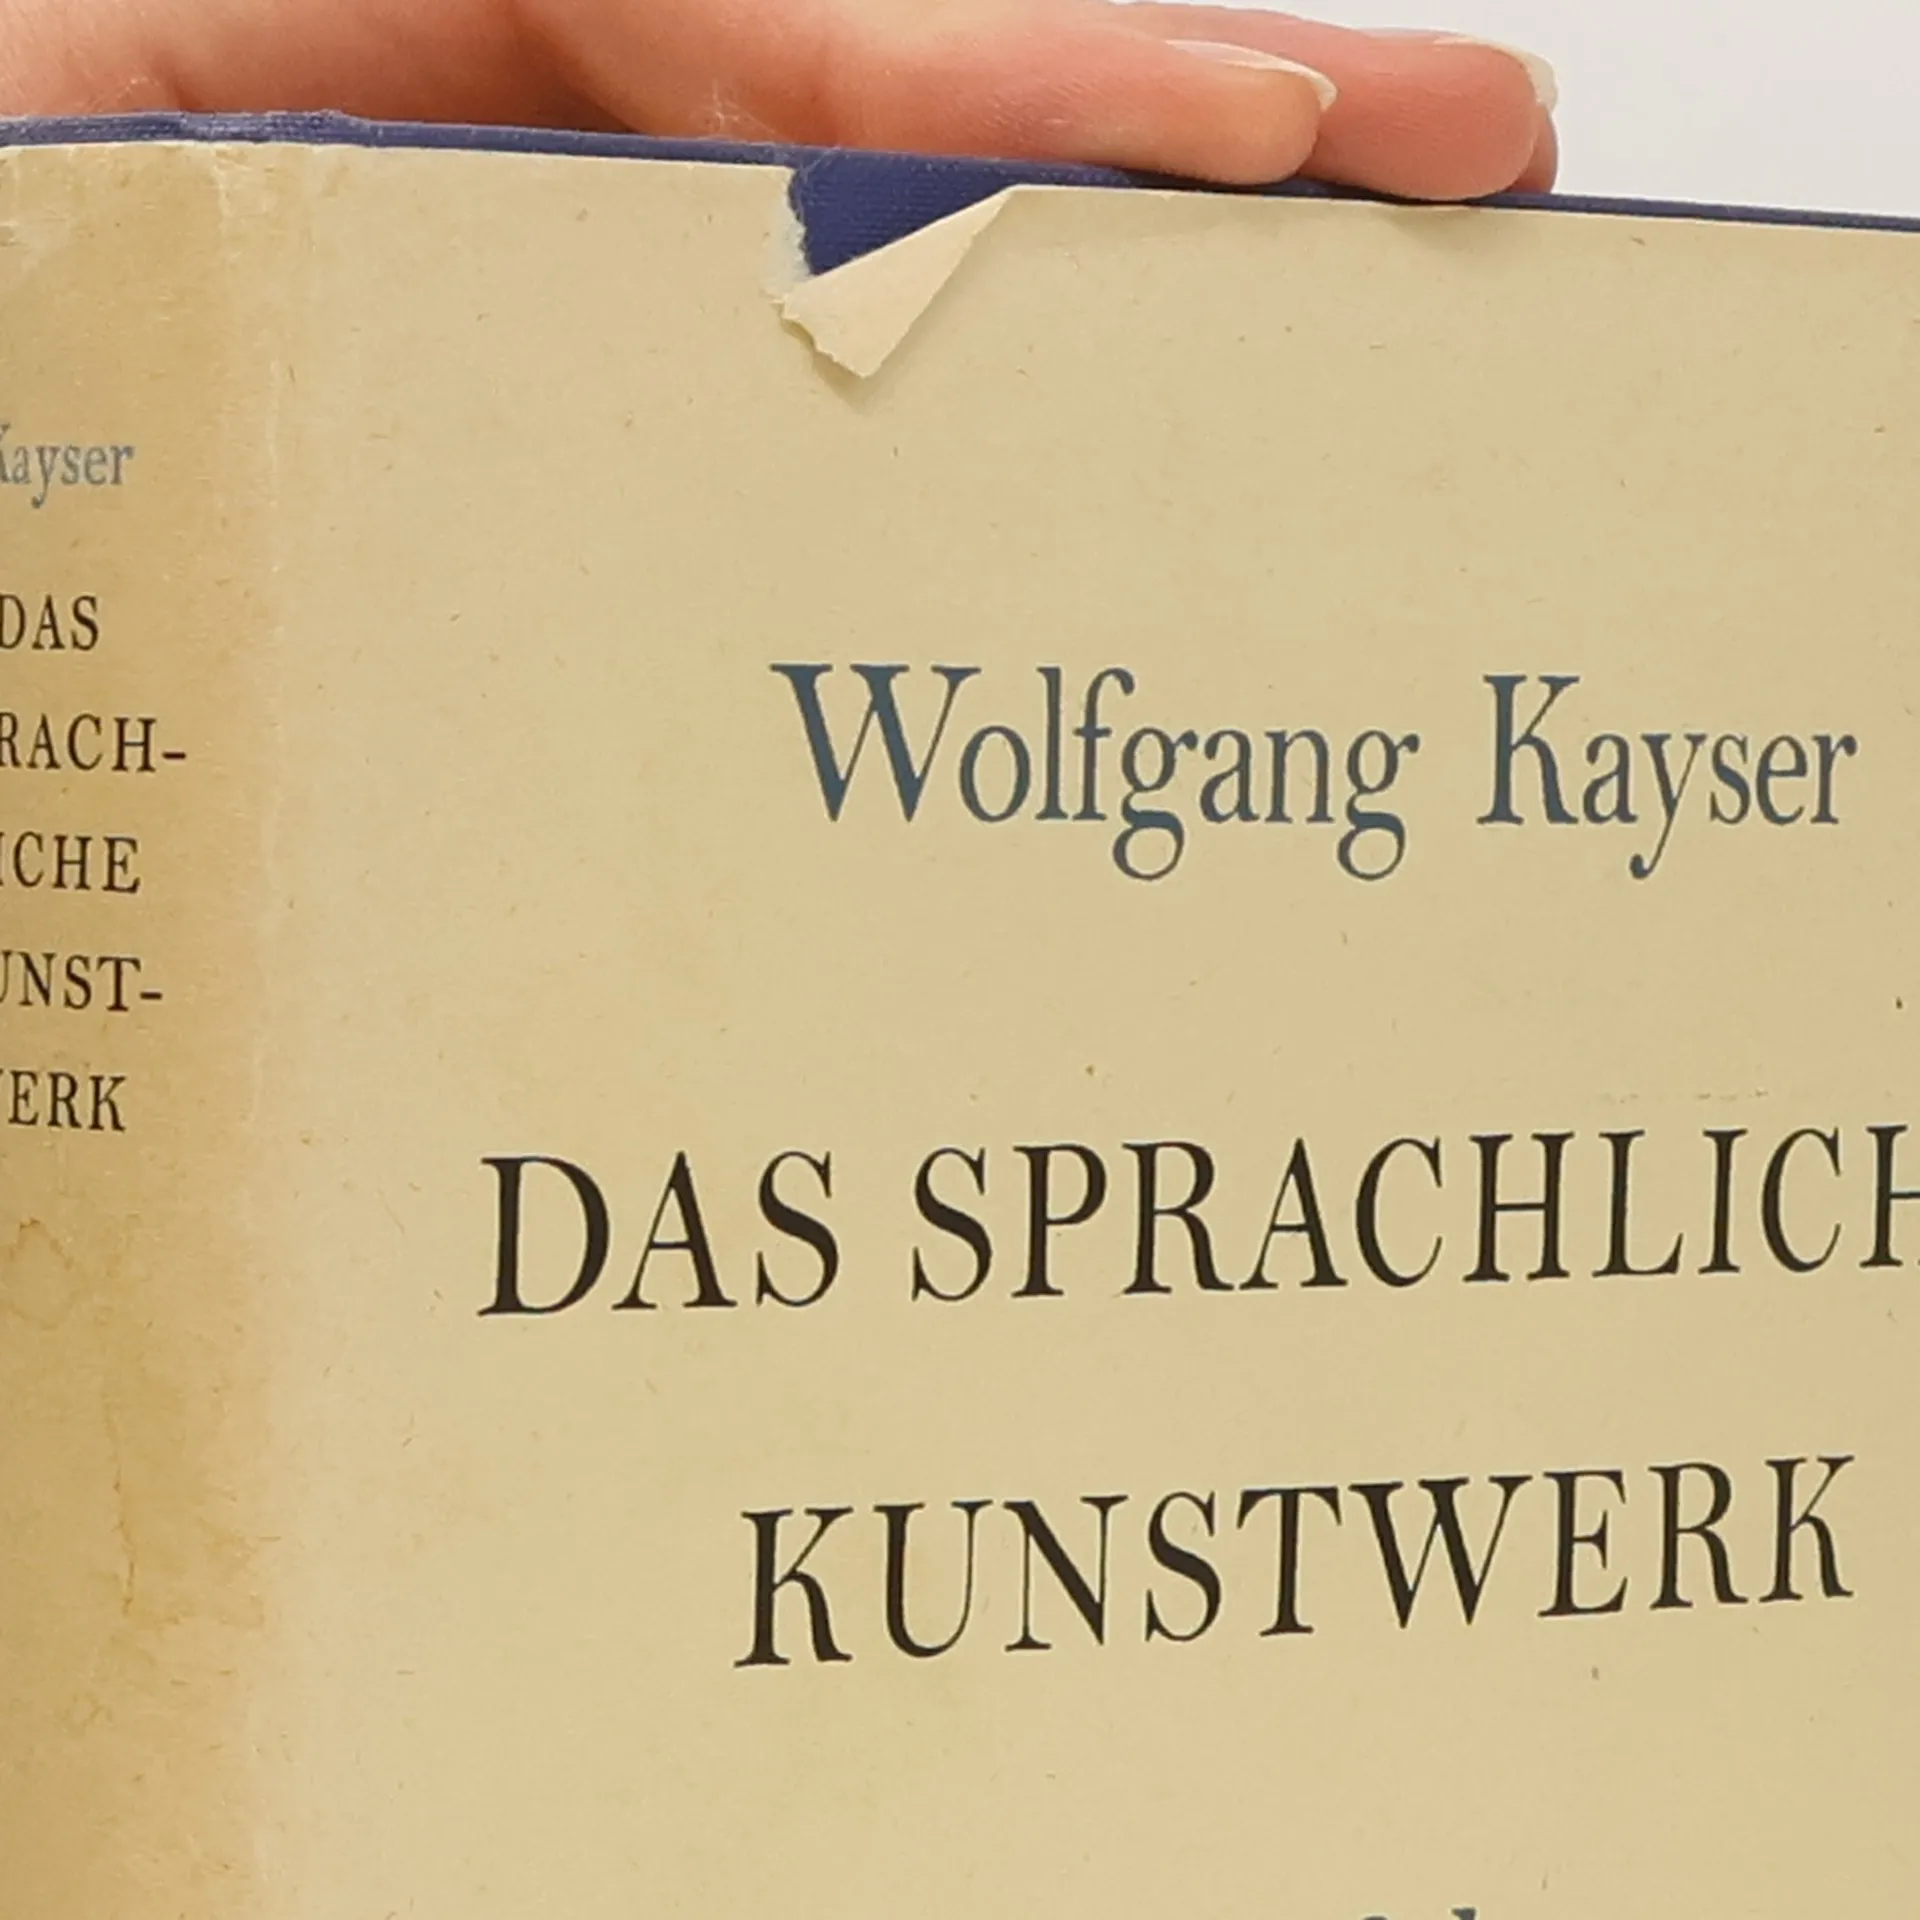 Kayser
DAS
RACH-
ICHE
UNST-
ERK
Wolfgang Kayser
DAS SPRACHLICH
KUNSTWERK